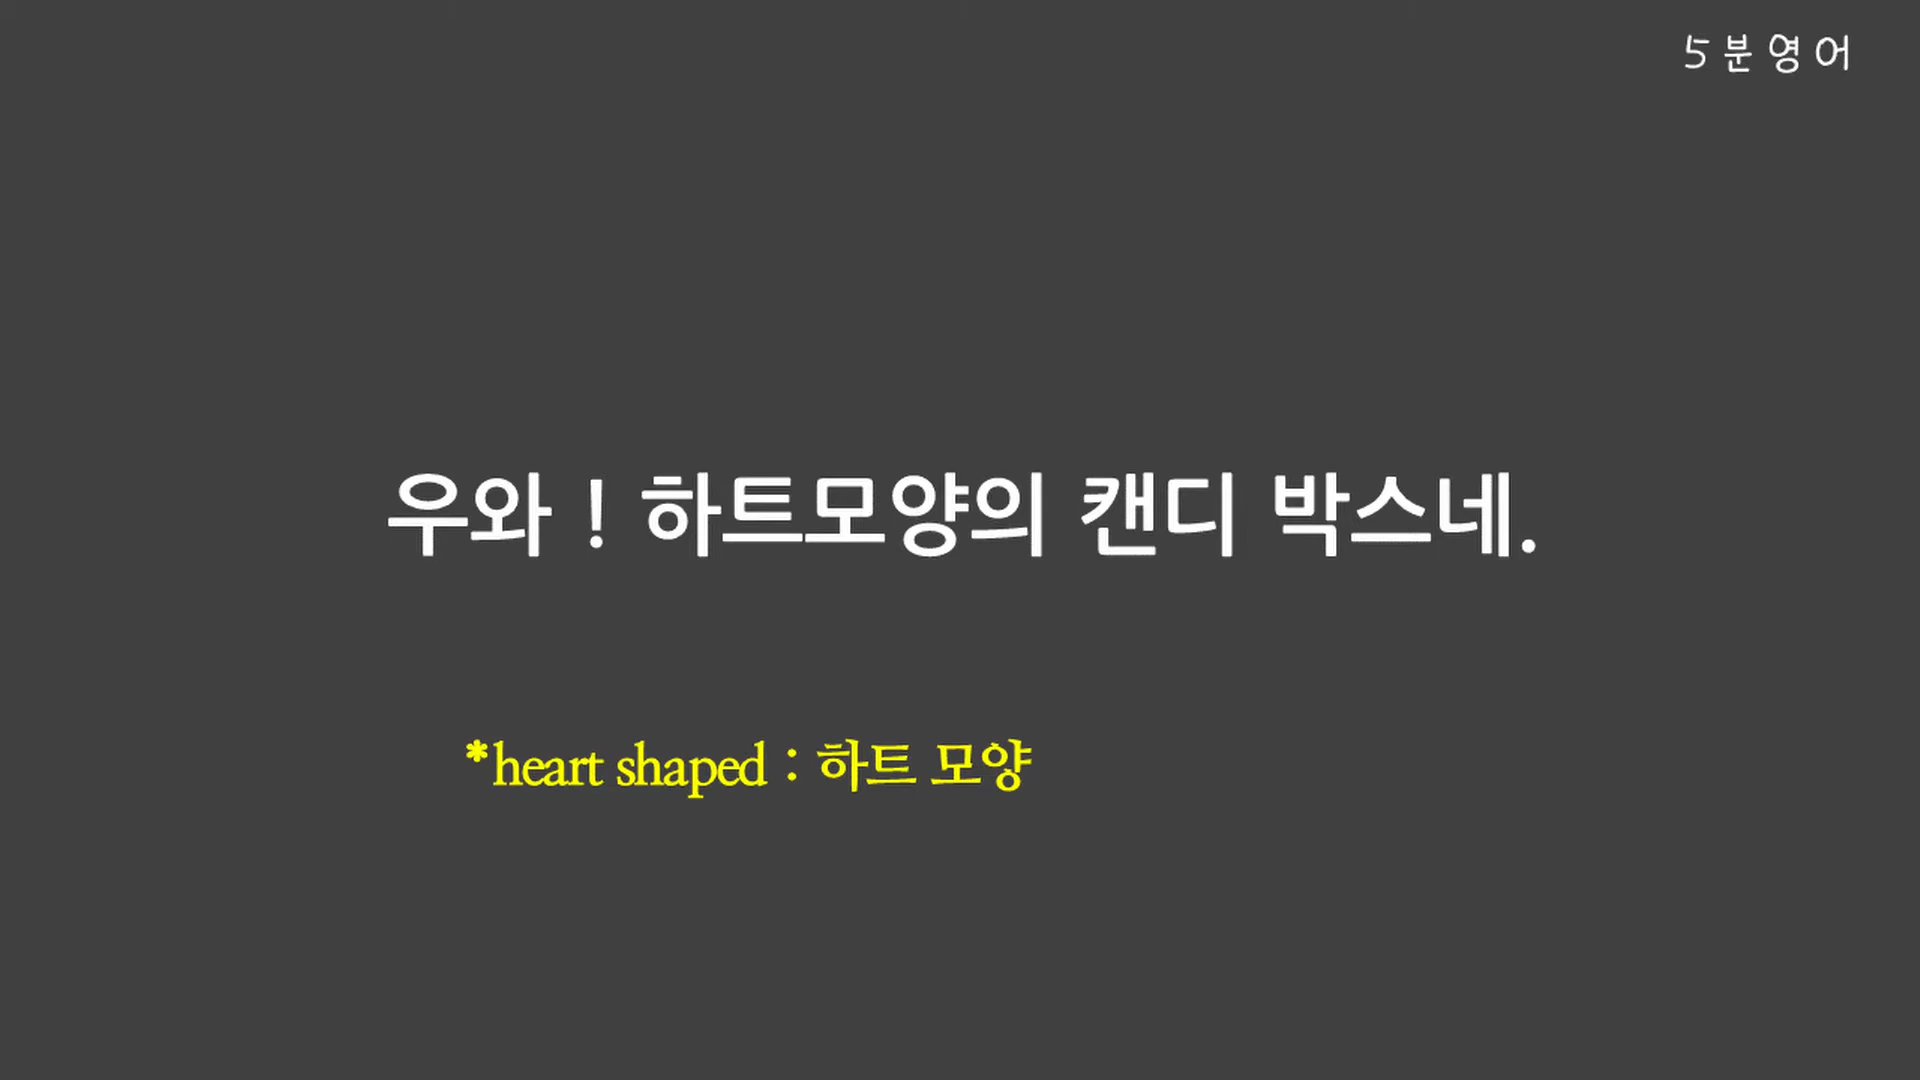 5분영어
우와 ! 하트모양의 캔디 박스네.
*heart shaped : 하트 모양